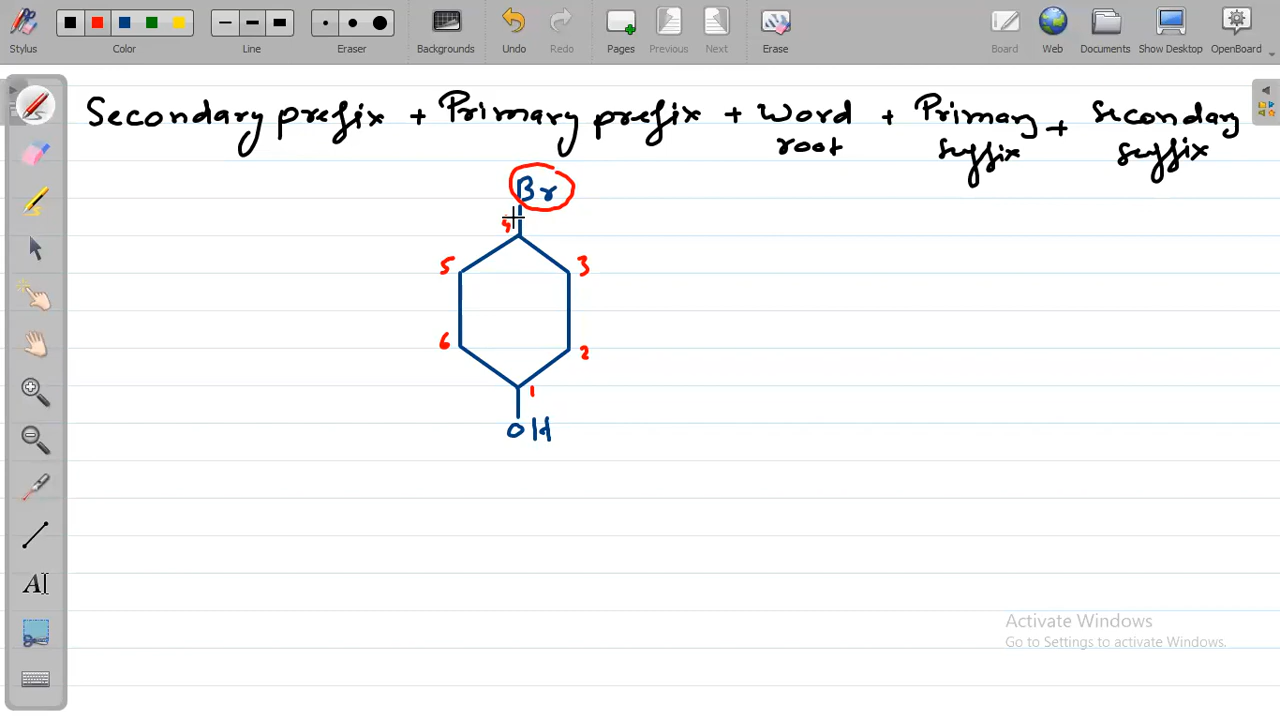 Stylus Color Line Eraser Backgrounds Undo Redo Pages Previous Next Erase Board Web Documents Show Desktop OpenBoard
Secondary prefix + Primary prefix + Word root + Primary suffix + Secondary suffix
Br
4
5 3
6 2
1
OH
AI
Activate Windows
Go to Settings to activate Windows.